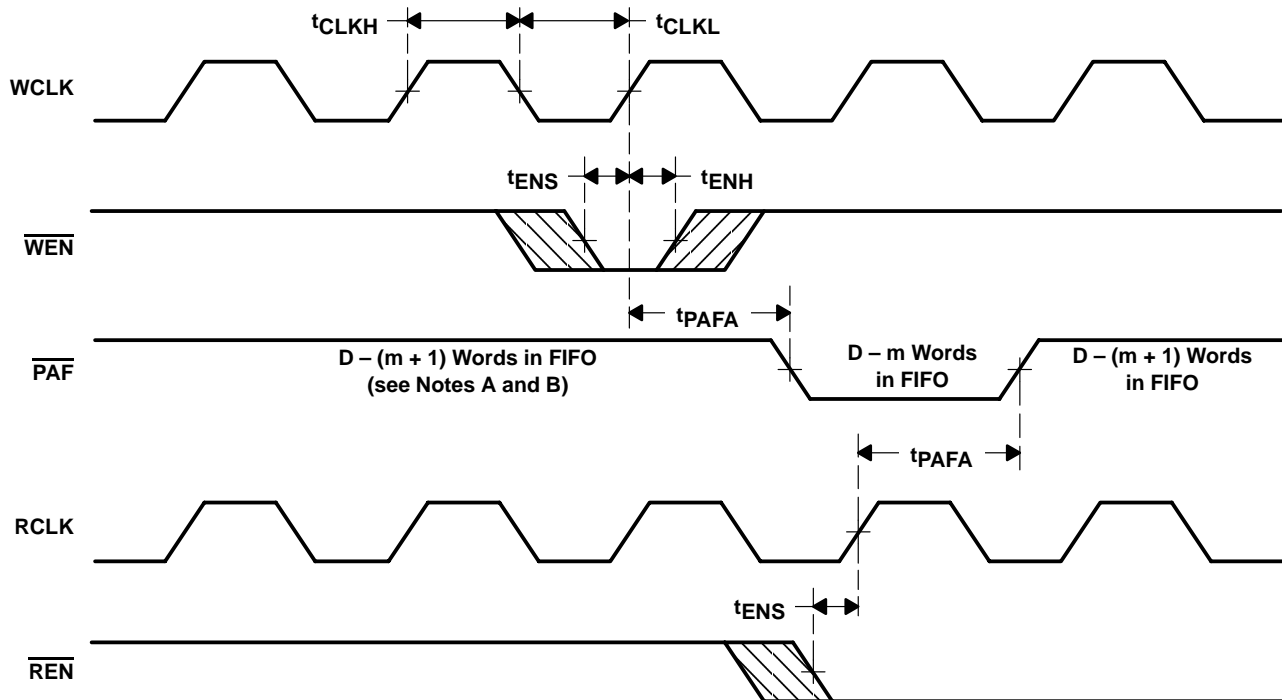 tCLKH tCLKL
WCLK
tENS tENH
WEN
tPAFA
PAF
D – (m + 1) Words in FIFO
(see Notes A and B)
D – m Words
in FIFO
D – (m + 1) Words
in FIFO
tPAFA
RCLK
tENS
REN